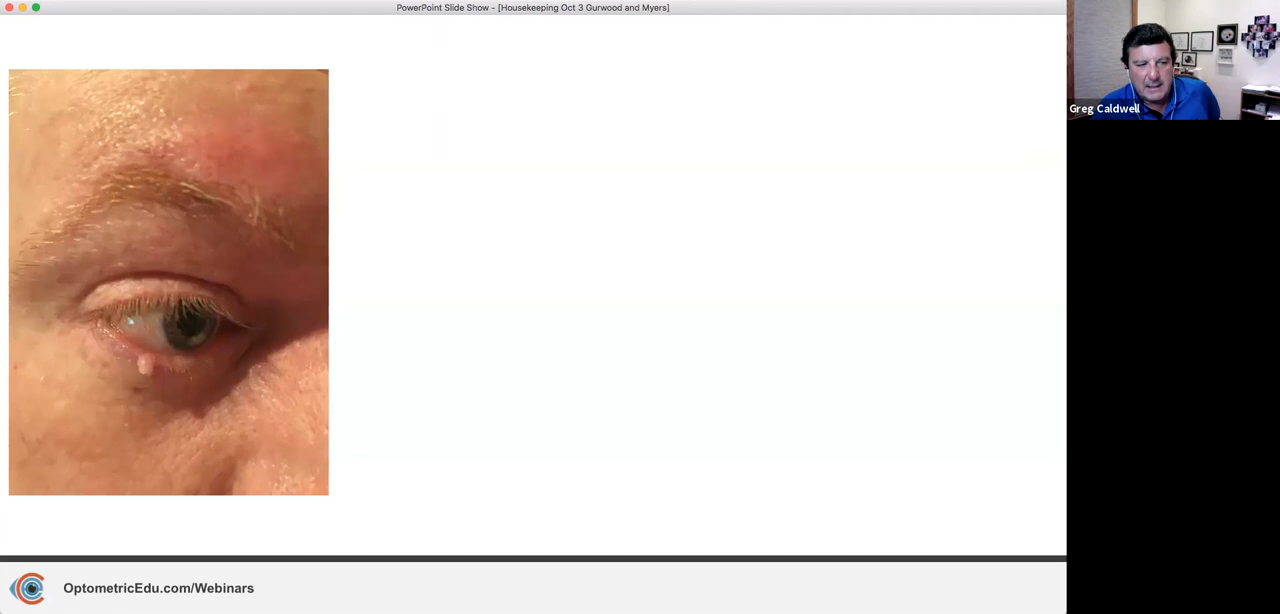 PowerPoint Slide Show - [Housekeeping Oct 3 Gurwood and Myers]
Greg Caldwell
OptometricEdu.com/Webinars